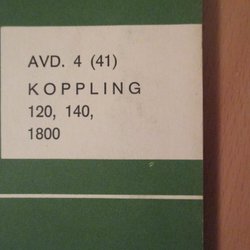 AVD. 4 (41)
KOPPLING
120, 140,
1800